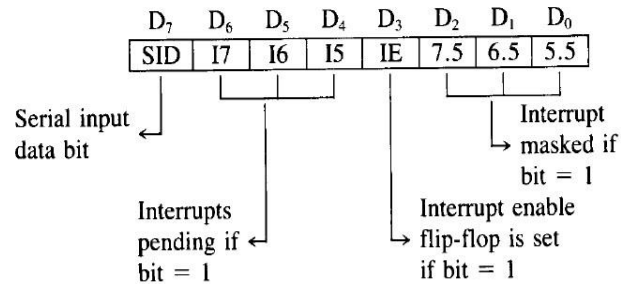 D₇ D₆ D₅ D₄ D₃ D₂ D₁ D₀
SID I7 I6 I5 IE 7.5 6.5 5.5
Serial input
data bit
Interrupts
pending if
bit = 1
Interrupt enable
flip-flop is set
if bit = 1
Interrupt
masked if
bit = 1